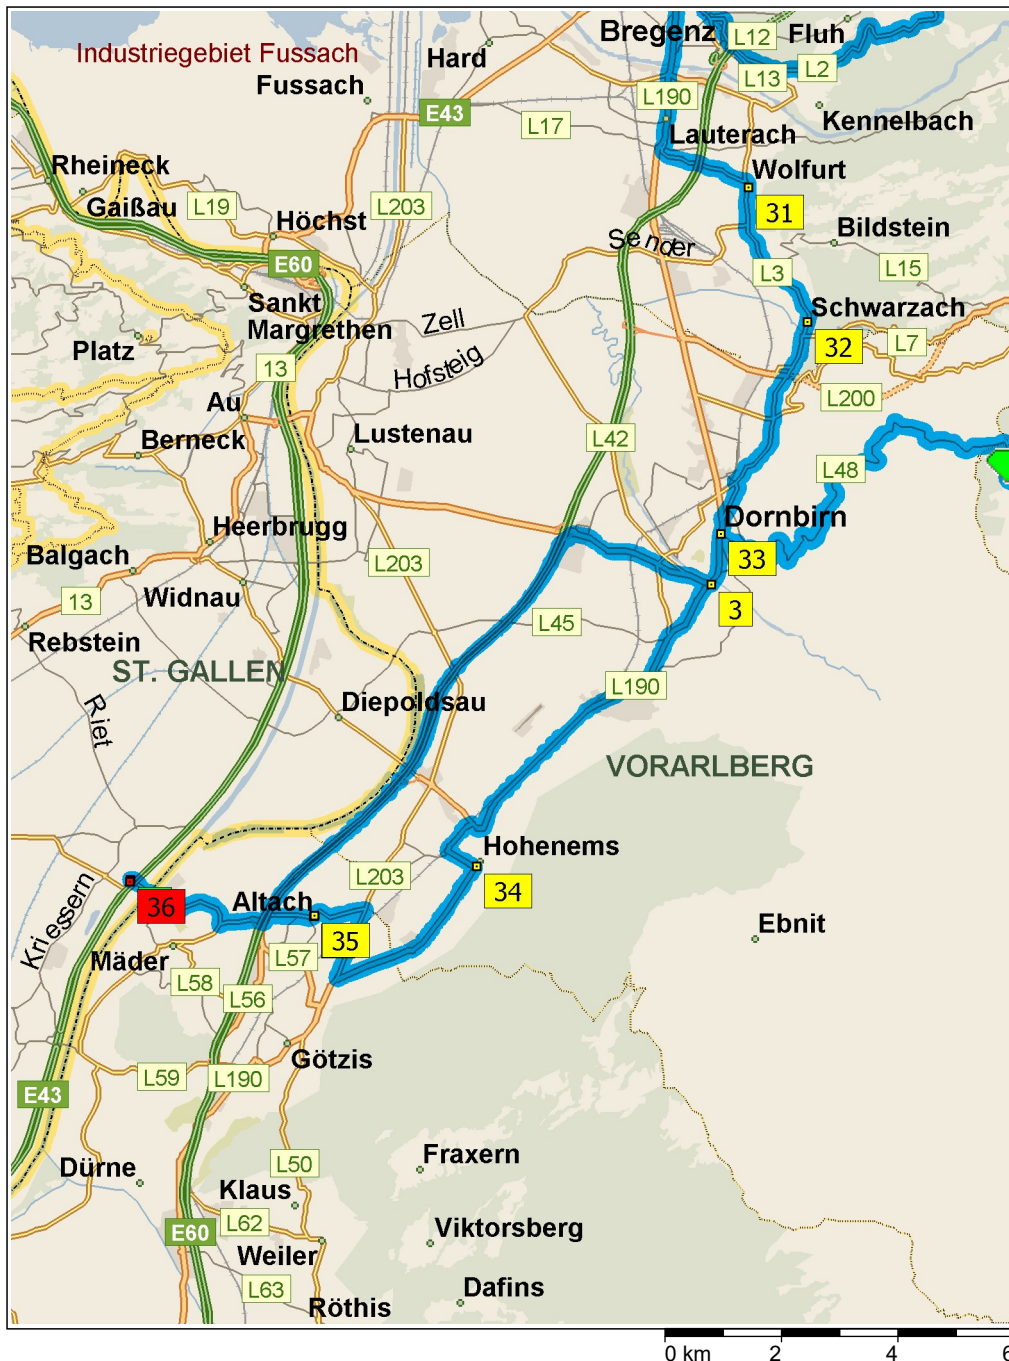 Bregenz
L12
Fluh
Industriegebiet Fussach
Hard
L13
L2
Fussach
L190
E43
L17
Kennelbach
Lauterach
Rheineck
Wolfurt
Gaißau
L19
Höchst
L203
31
Bildstein
Sender
E60
L3
L15
Sankt
Margrethen
Zell
Schwarzach
Platz
32
L7
13
Hofsteig
L200
Au
Berneck
Lustenau
L42
L48
Dornbirn
Heerbrugg
Balgach
L203
33
Widnau
13
3
L45
Rebstein
ST. GALLEN
L190
Riet
Diepoldsau
VORARLBERG
Hohenems
L203
34
36
Altach
Kriessern
Ebnit
35
Mäder
L57
L58
L56
Götzis
L59
L190
E43
Fraxern
Dürne
L50
Klaus
L62
E60
Viktorsberg
Weiler
L63
Dafins
Röthis
0 km
2
4
6